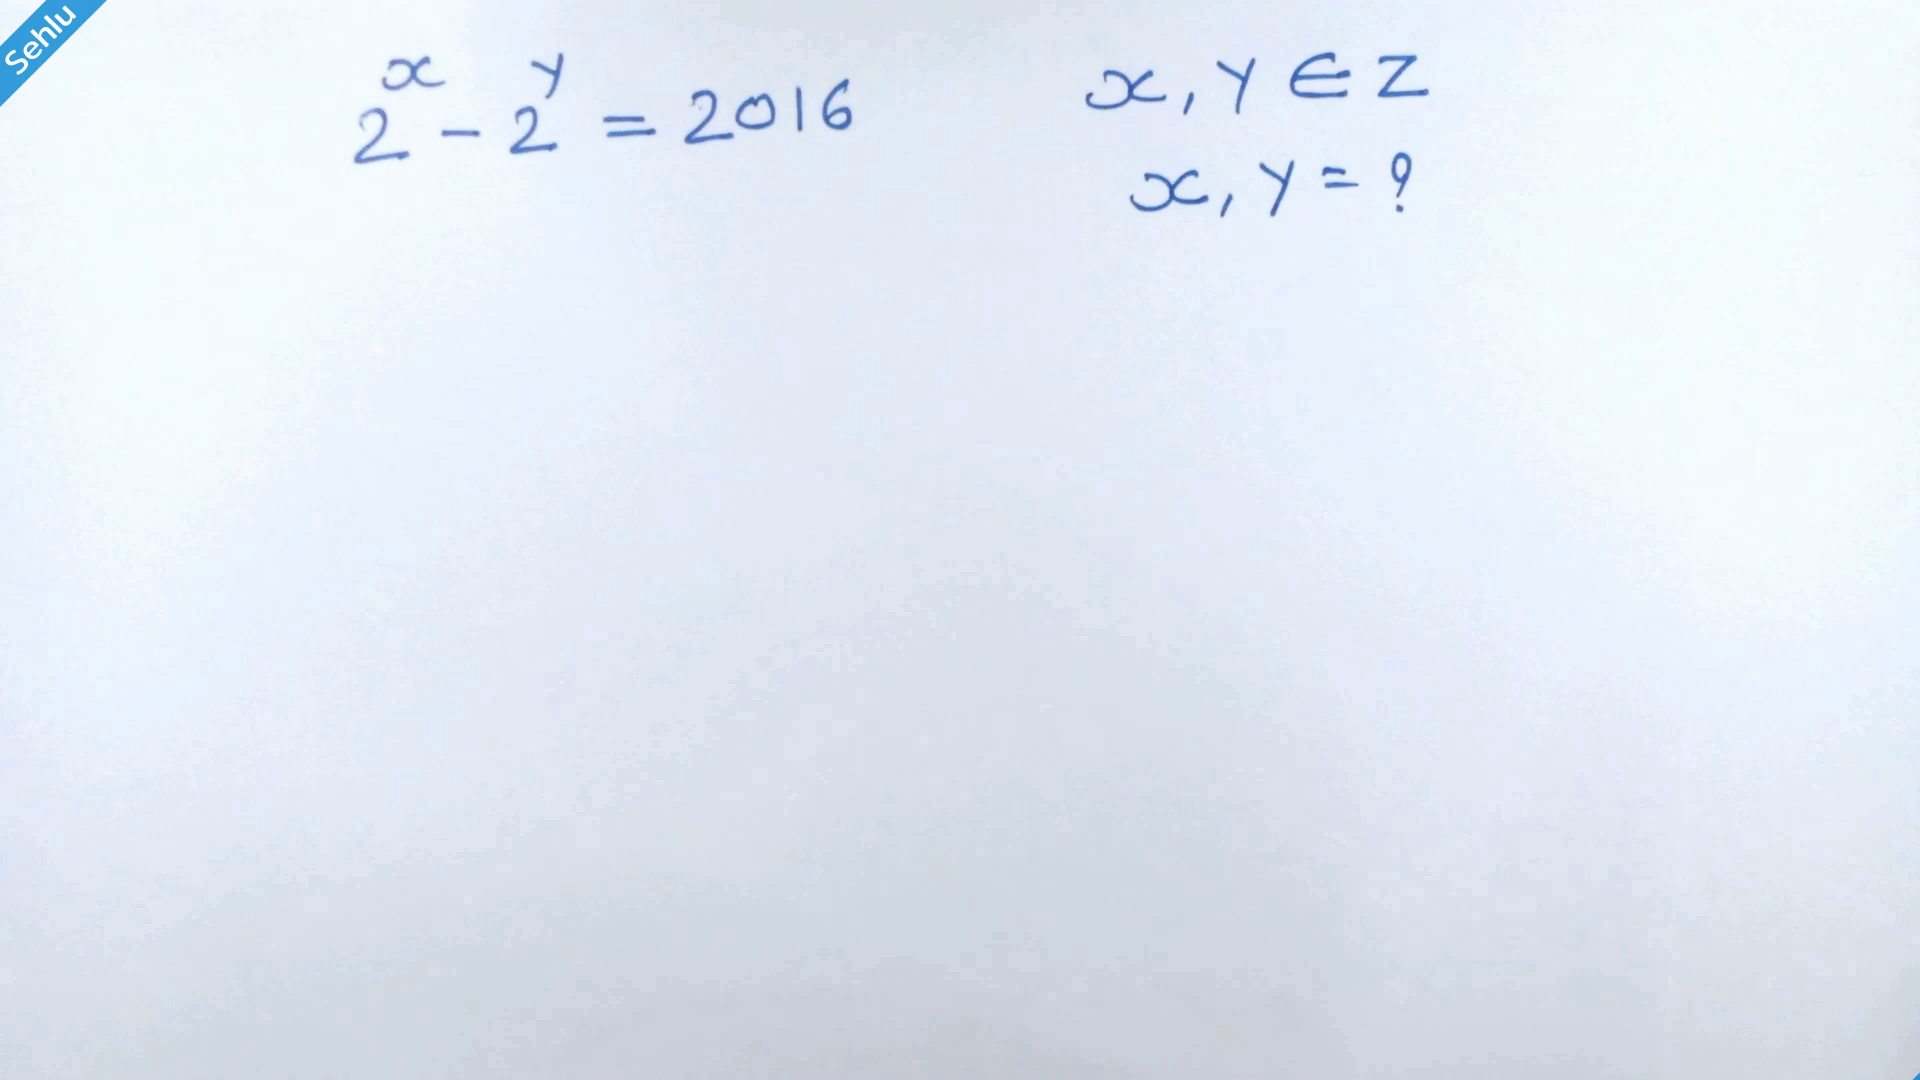 Sehlu
2^x - 2^y = 2016
x, y ∈ Z
x, y = ?